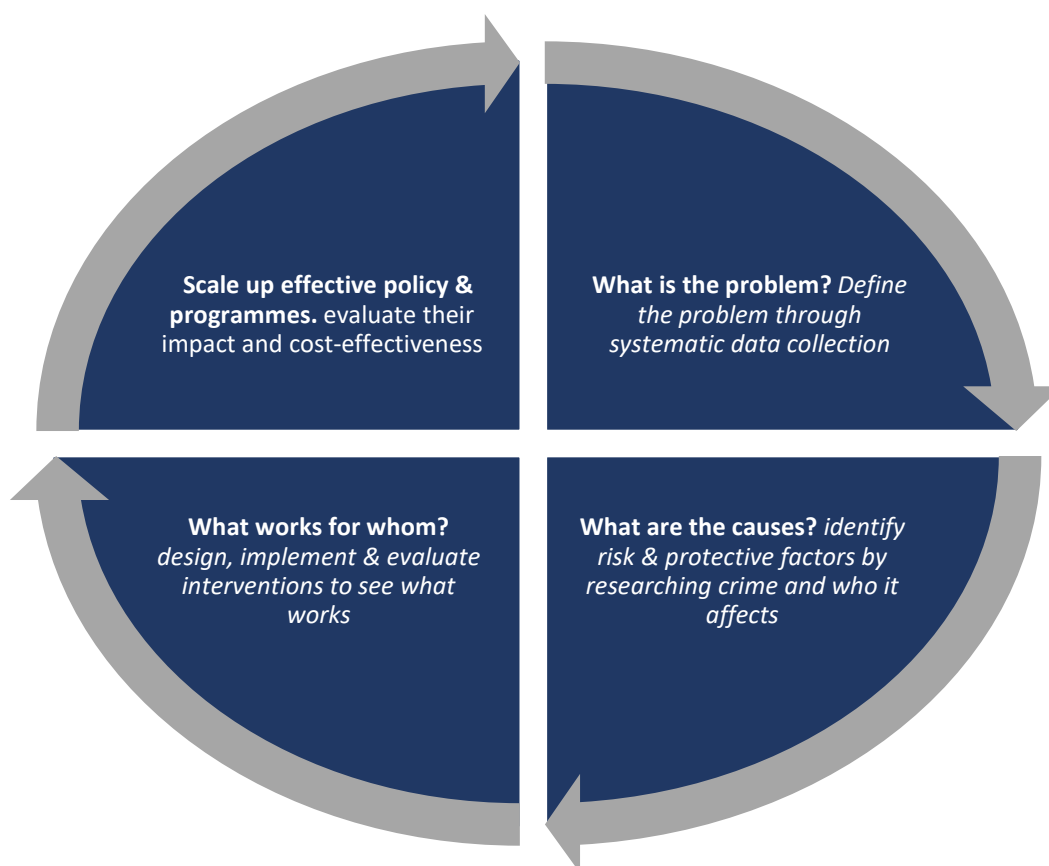 Scale up effective policy &
programmes. evaluate their
impact and cost-effectiveness
What is the problem? Define
the problem through
systematic data collection
What works for whom?
design, implement & evaluate
interventions to see what
works
What are the causes? identify
risk & protective factors by
researching crime and who it
affects